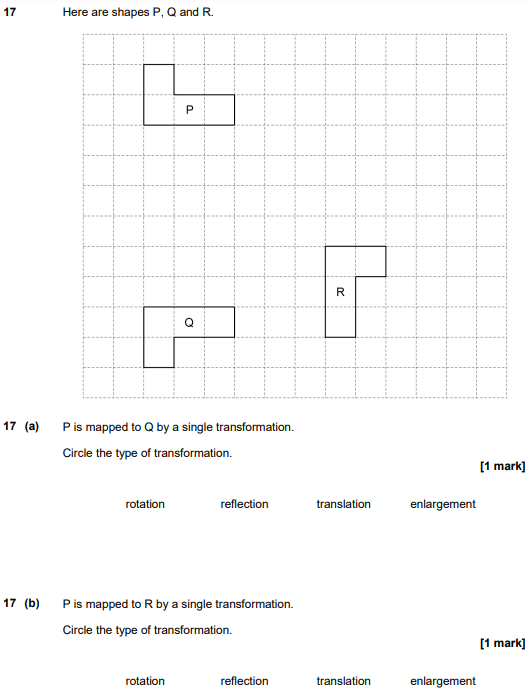 17 Here are shapes P, Q and R.
P
R
Q
17 (a) P is mapped to Q by a single transformation.
Circle the type of transformation.
[1 mark]
rotation reflection translation enlargement
17 (b) P is mapped to R by a single transformation.
Circle the type of transformation.
[1 mark]
rotation reflection translation enlargement